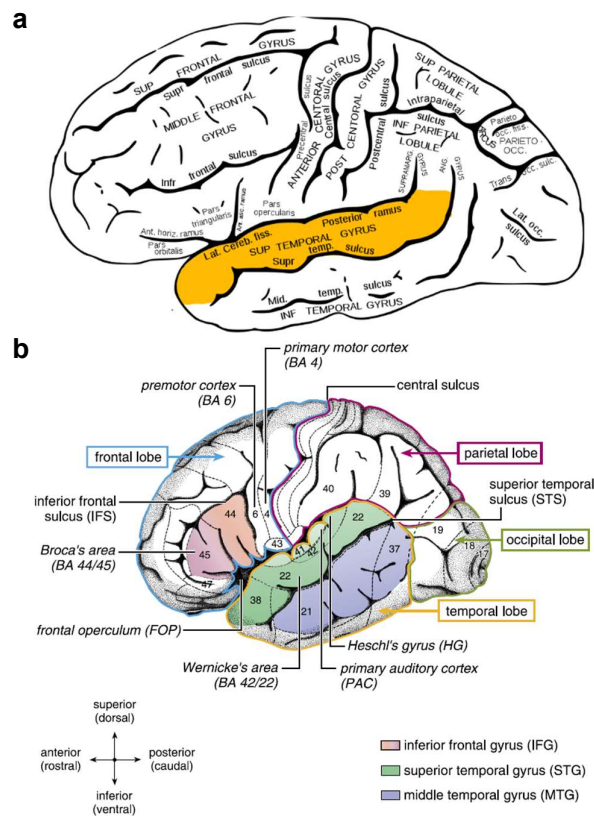 a
SUP FRONTAL GYRUS
Supr frontal sulcus
MIDDLE FRONTAL
GYRUS
Infr frontal sulcus
precentral sulcus
ANTERIOR CENTORAL GYRUS
Central sulcus
POST CENTORAL GYRUS
Postcentral sulcus
SUP PARIETAL
LOBULE
Intraparietal
sulcus
INF PARIETAL
LOBULE
SUPRAMARG. GYRUS
ANG. GYRUS
ARCUS
Parieto
occ. fiss.
PARIETO
OCC.
Trans. occ. sulc.
Lat. occ.
sulcus
Pars
triangularis
Ant. asc. ramus
Pars
opercularis
Ant. horiz. ramus
Pars
orbitalis
Lat. Cereb. fiss.
Posterior ramus
SUP TEMPORAL GYRUS
Supr temp. sulcus
Mid. temp. sulcus
INF TEMPORAL GYRUS
b
primary motor cortex
(BA 4)
premotor cortex
(BA 6)
central sulcus
frontal lobe
parietal lobe
inferior frontal
sulcus (IFS)
superior temporal
sulcus (STS)
Broca's area
(BA 44/45)
occipital lobe
44
6
4
40
39
45
43
41
42
22
19
18
17
47
22
37
38
21
temporal lobe
frontal operculum (FOP)
Heschl's gyrus (HG)
Wernicke's area
(BA 42/22)
primary auditory cortex
(PAC)
superior
(dorsal)
anterior
(rostral)
posterior
(caudal)
inferior
(ventral)
inferior frontal gyrus (IFG)
superior temporal gyrus (STG)
middle temporal gyrus (MTG)